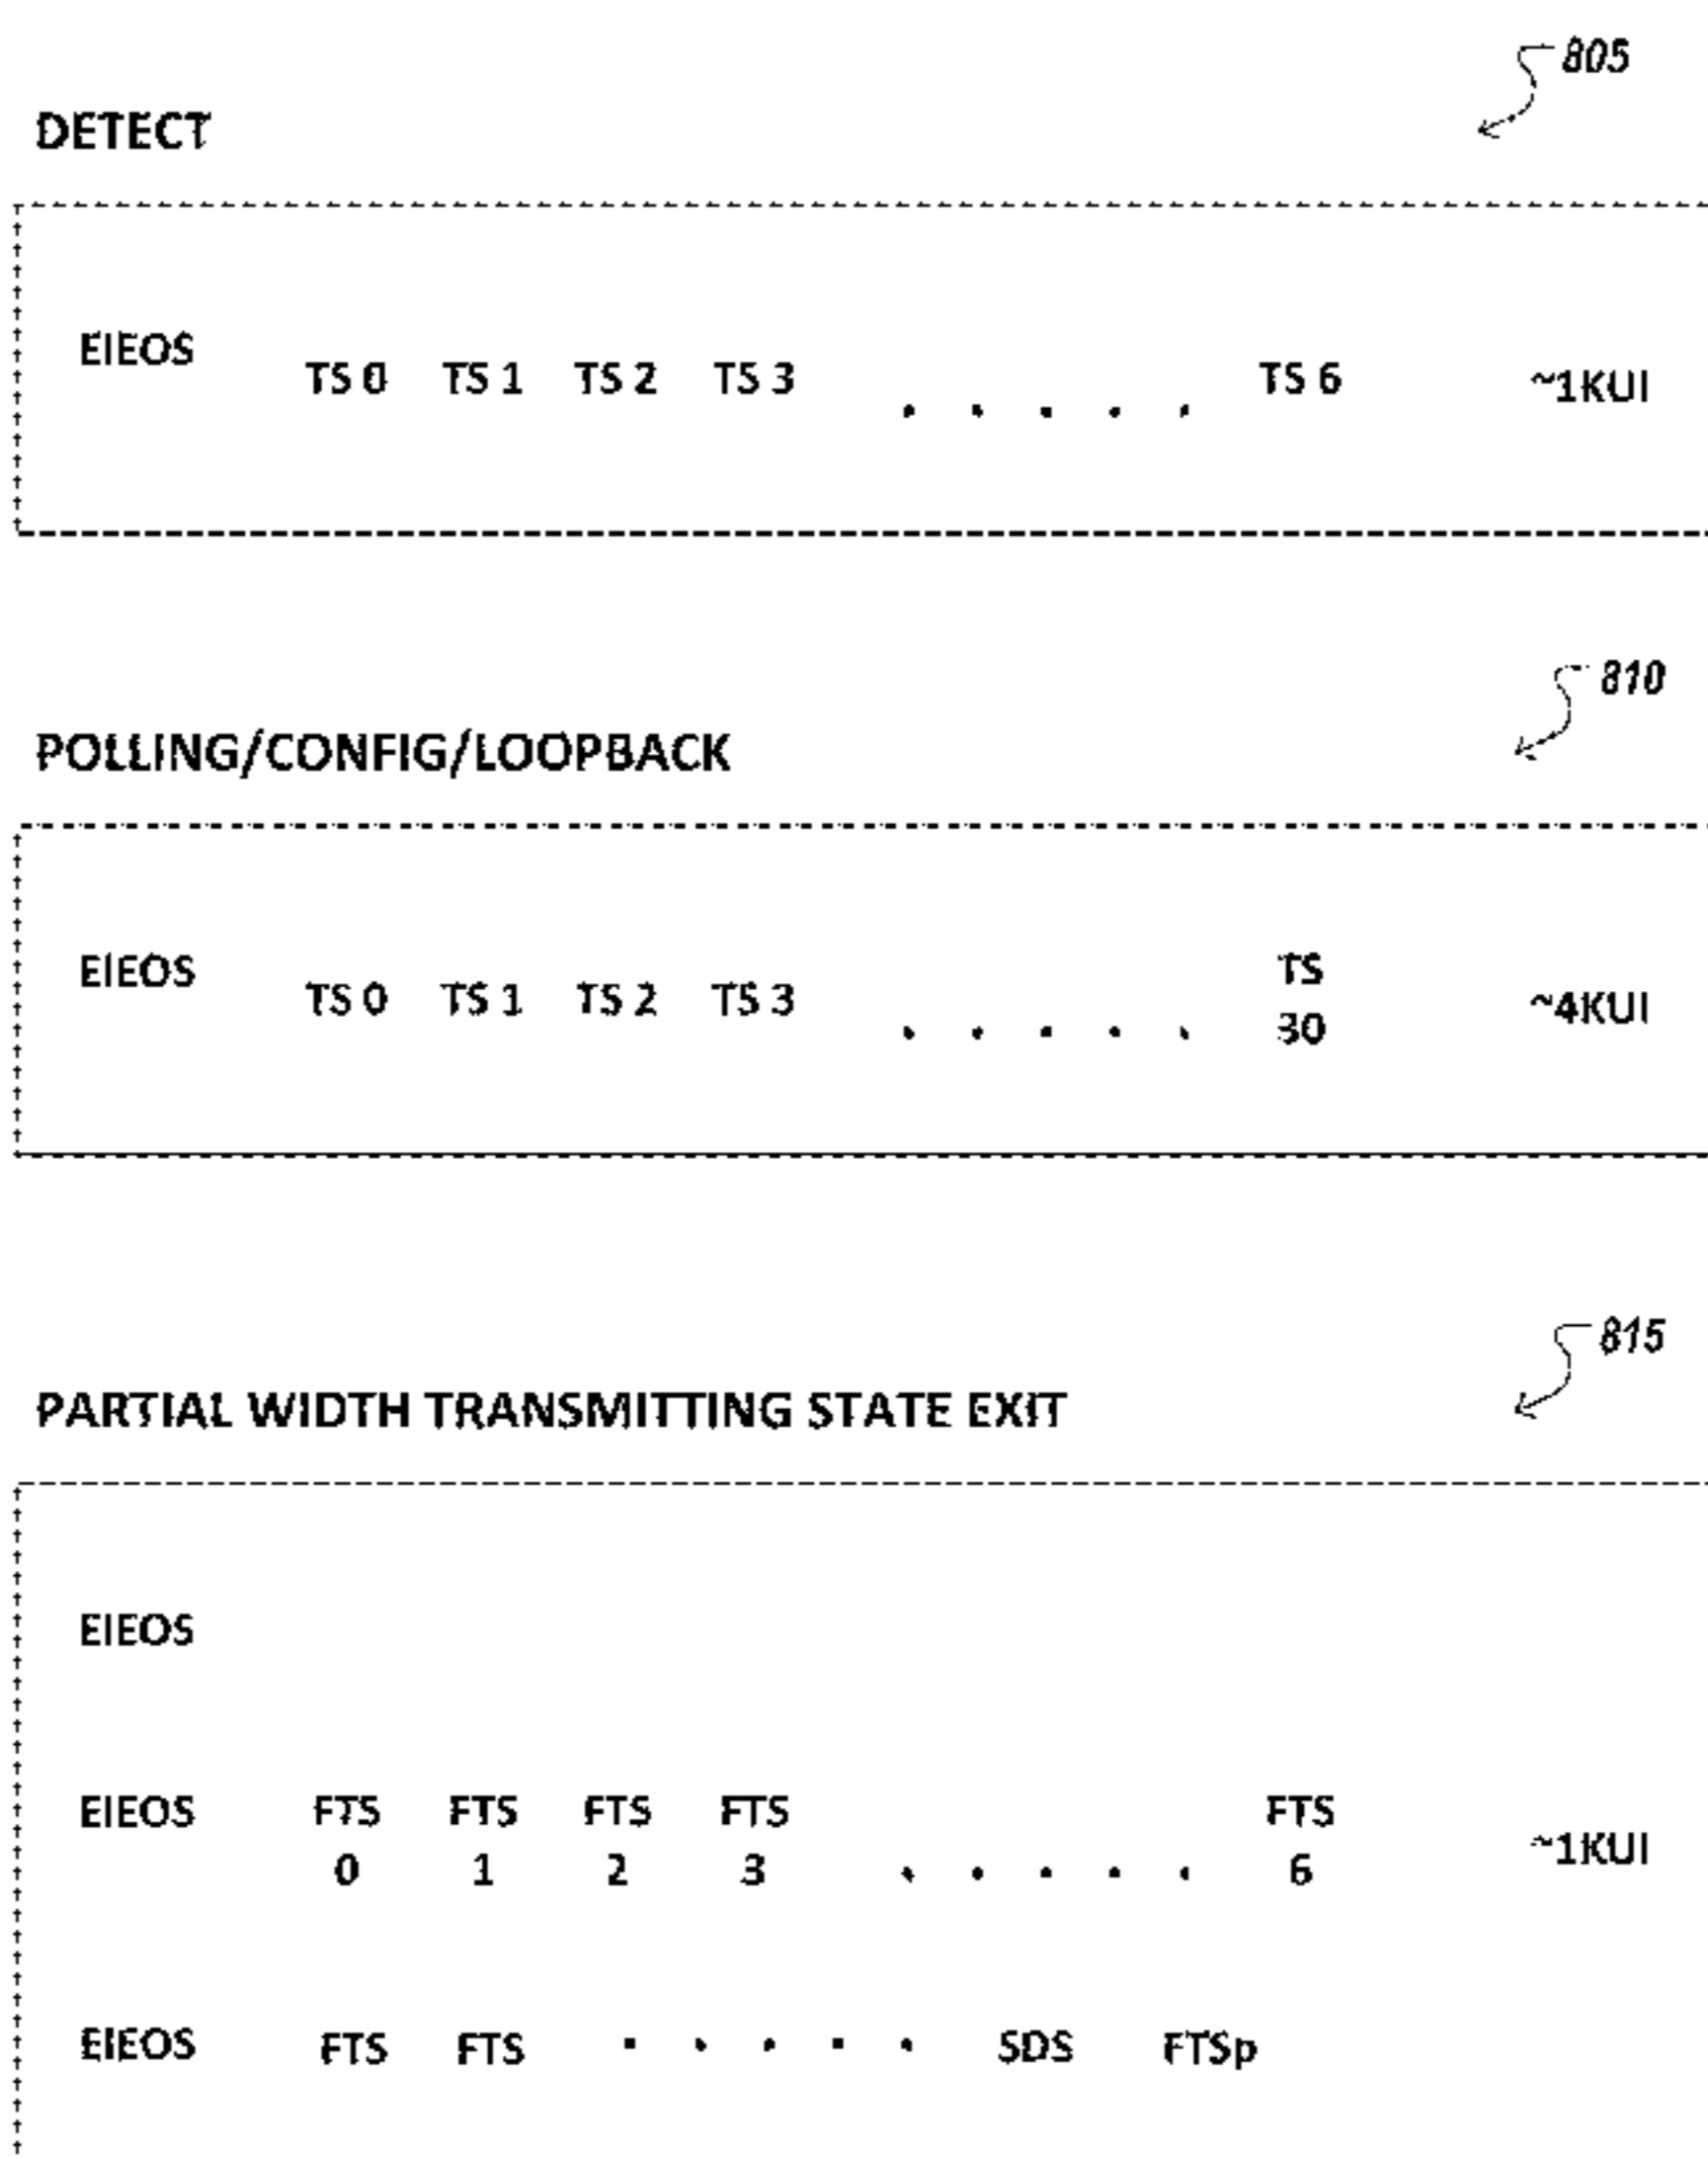 805
DETECT
EIEOS TS 0 TS 1 TS 2 TS 3 . . . . . TS 6 ~1KUI
810
POLLING/CONFIG/LOOPBACK
EIEOS TS 0 TS 1 TS 2 TS 3 . . . . . TS 30 ~4KUI
815
PARTIAL WIDTH TRANSMITTING STATE EXIT
EIEOS
EIEOS FTS 0 FTS 1 FTS 2 FTS 3 . . . . . FTS 6 ~1KUI
EIEOS FTS FTS . . . . . SDS FTSp